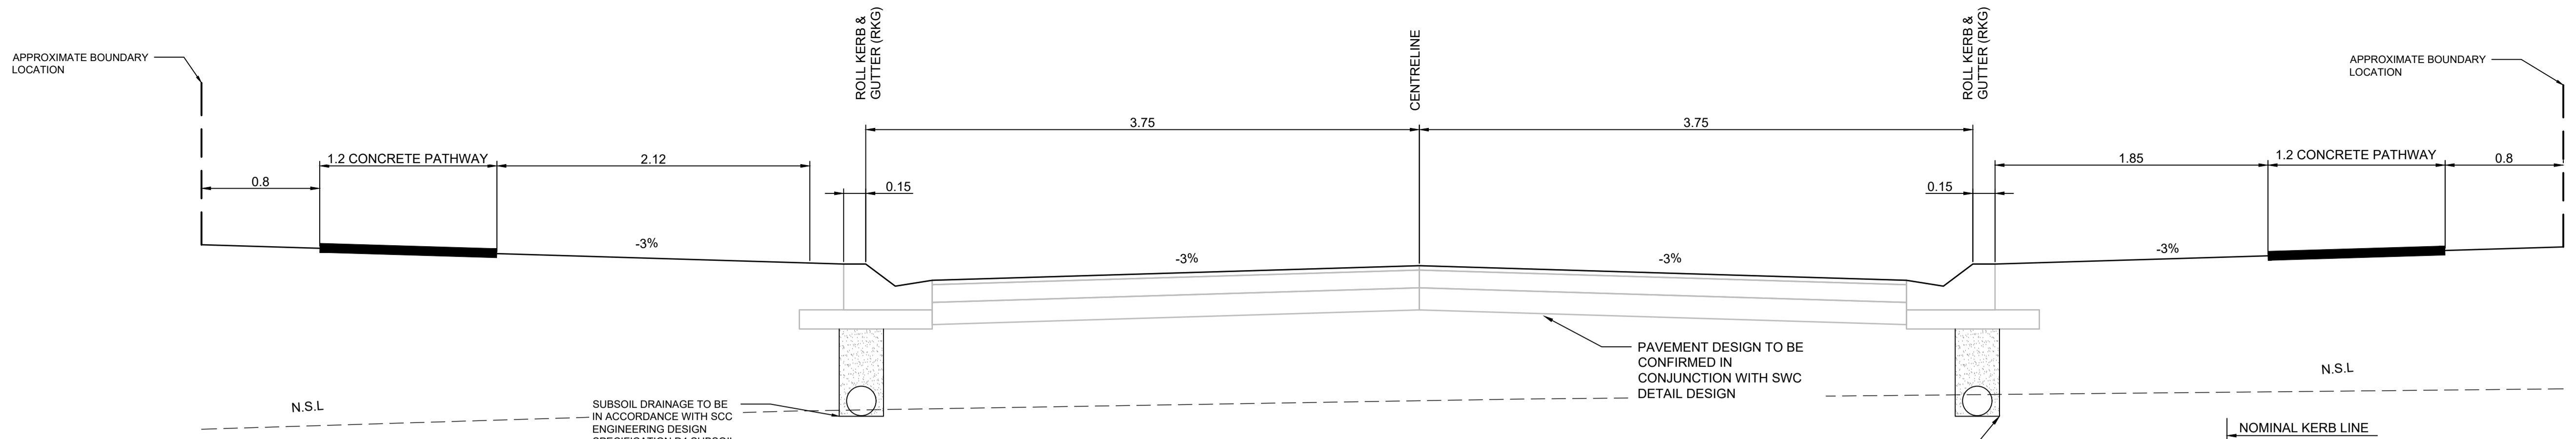 APPROXIMATE BOUNDARY
LOCATION
ROLL KERB &
GUTTER (RKG)
CENTRELINE
ROLL KERB &
GUTTER (RKG)
APPROXIMATE BOUNDARY
LOCATION
3.75
3.75
0.8
1.2 CONCRETE PATHWAY
2.12
0.15
0.15
1.85
1.2 CONCRETE PATHWAY
0.8
-3%
-3%
-3%
-3%
PAVEMENT DESIGN TO BE
CONFIRMED IN
CONJUNCTION WITH SWC
DETAIL DESIGN
N.S.L
N.S.L
SUBSOIL DRAINAGE TO BE
IN ACCORDANCE WITH SCC
ENGINEERING DESIGN
NOMINAL KERB LINE